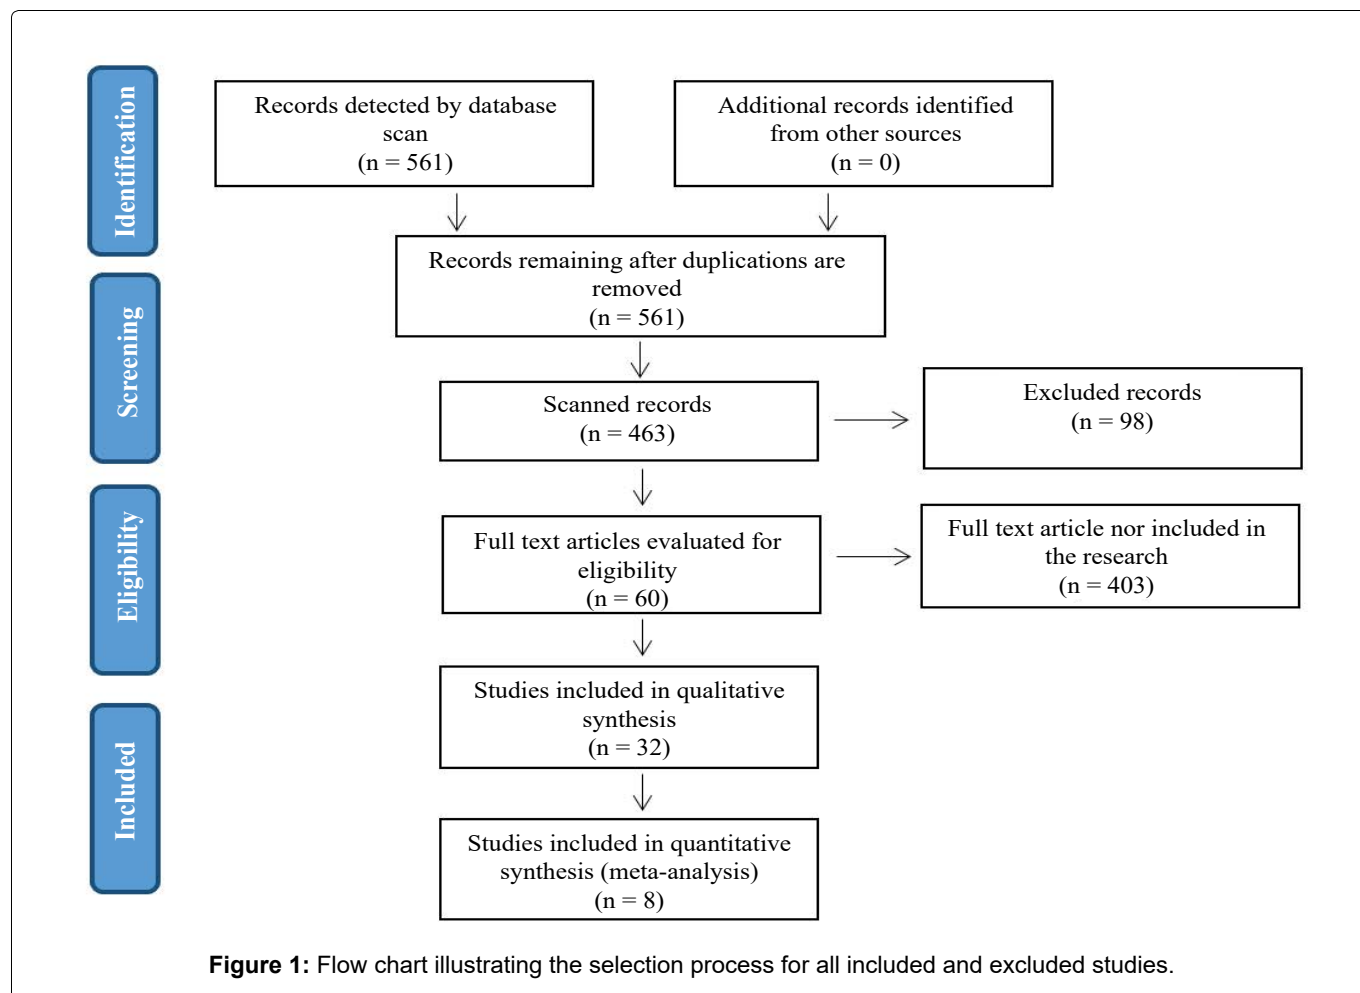 Identification
Records detected by database
scan
(n = 561)
Additional records identified
from other sources
(n = 0)
Records remaining after duplications are
removed
(n = 561)
Screening
Scanned records
(n = 463)
Excluded records
(n = 98)
Eligibility
Full text articles evaluated for
eligibility
(n = 60)
Full text article nor included in
the research
(n = 403)
Included
Studies included in qualitative
synthesis
(n = 32)
Studies included in quantitative
synthesis (meta-analysis)
(n = 8)
Figure 1: Flow chart illustrating the selection process for all included and excluded studies.